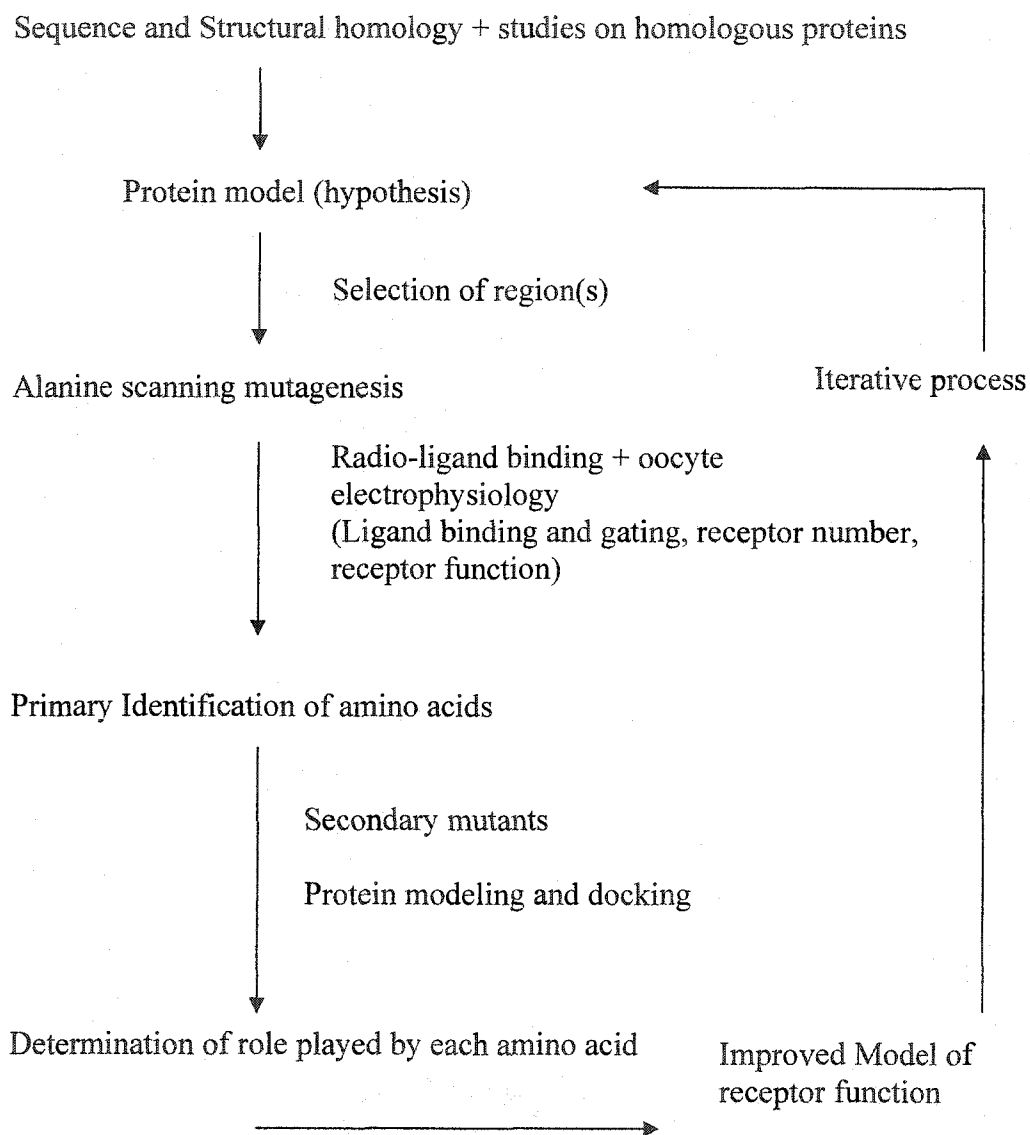 Sequence and Structural homology + studies on homologous proteins
Protein model (hypothesis)
Selection of region(s)
Alanine scanning mutagenesis
Iterative process
Radio-ligand binding + oocyte
electrophysiology
(Ligand binding and gating, receptor number,
receptor function)
Primary Identification of amino acids
Secondary mutants
Protein modeling and docking
Determination of role played by each amino acid
Improved Model of
receptor function